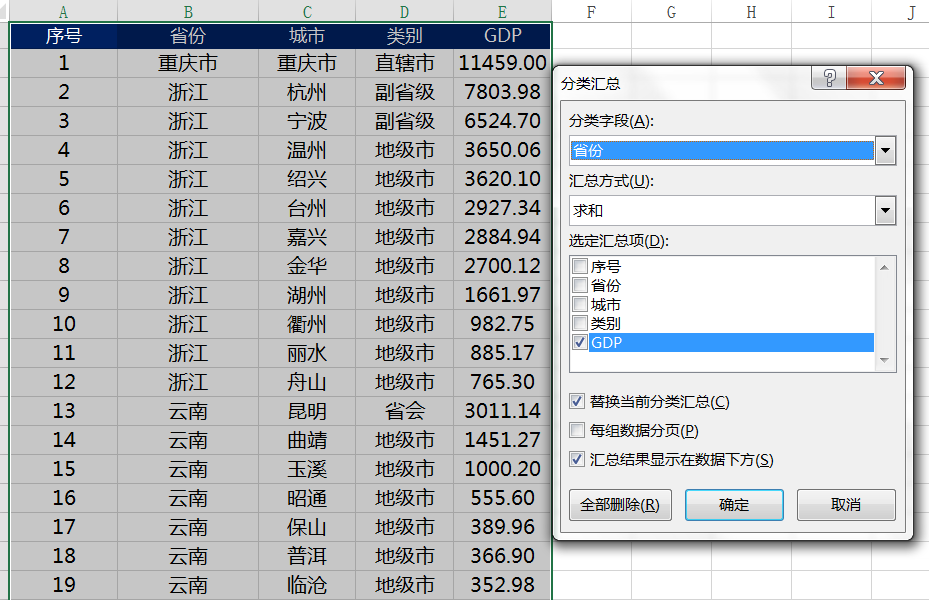 A B C D E F G H I J
序号 省份 城市 类别 GDP
1 重庆市 重庆市 直辖市 11459.00
2 浙江 杭州 副省级 7803.98
3 浙江 宁波 副省级 6524.70
4 浙江 温州 地级市 3650.06
5 浙江 绍兴 地级市 3620.10
6 浙江 台州 地级市 2927.34
7 浙江 嘉兴 地级市 2884.94
8 浙江 金华 地级市 2700.12
9 浙江 湖州 地级市 1661.97
10 浙江 衢州 地级市 982.75
11 浙江 丽水 地级市 885.17
12 浙江 舟山 地级市 765.30
13 云南 昆明 省会 3011.14
14 云南 曲靖 地级市 1451.27
15 云南 玉溪 地级市 1000.20
16 云南 昭通 地级市 555.60
17 云南 保山 地级市 389.96
18 云南 普洱 地级市 366.90
19 云南 临沧 地级市 352.98
分类汇总
分类字段(A):
省份
汇总方式(U):
求和
选定汇总项(D):
序号
省份
城市
类别
GDP
替换当前分类汇总(C)
每组数据分页(P)
汇总结果显示在数据下方(S)
全部删除(R) 确定 取消